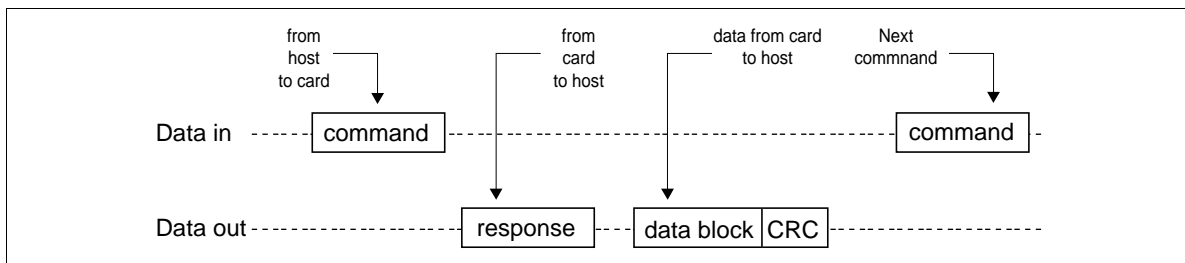 from
host
to card
from
card
to host
data from card
to host
Next
commnand
Data in
command
command
Data out
response
data block
CRC